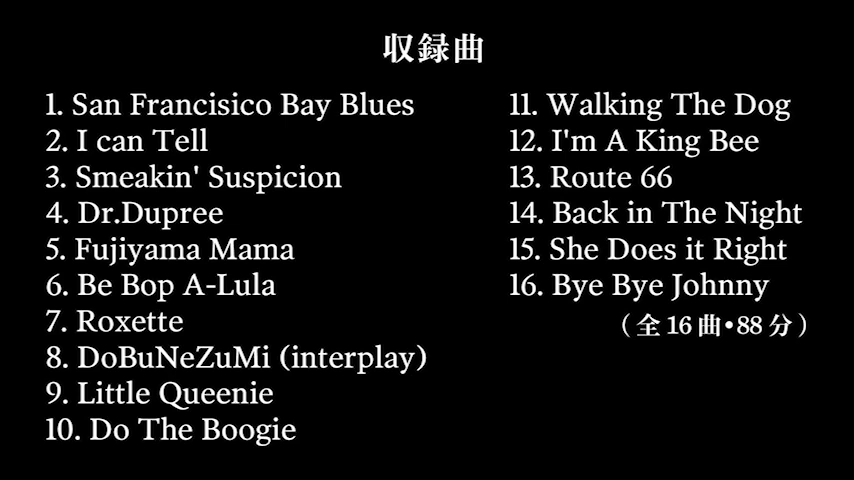 収録曲
1. San Francisico Bay Blues
2. I can Tell
3. Smeakin' Suspicion
4. Dr.Dupree
5. Fujiyama Mama
6. Be Bop A-Lula
7. Roxette
8. DoBuNeZuMi (interplay)
9. Little Queenie
10. Do The Boogie
11. Walking The Dog
12. I'm A King Bee
13. Route 66
14. Back in The Night
15. She Does it Right
16. Bye Bye Johnny
（全16曲・88分）